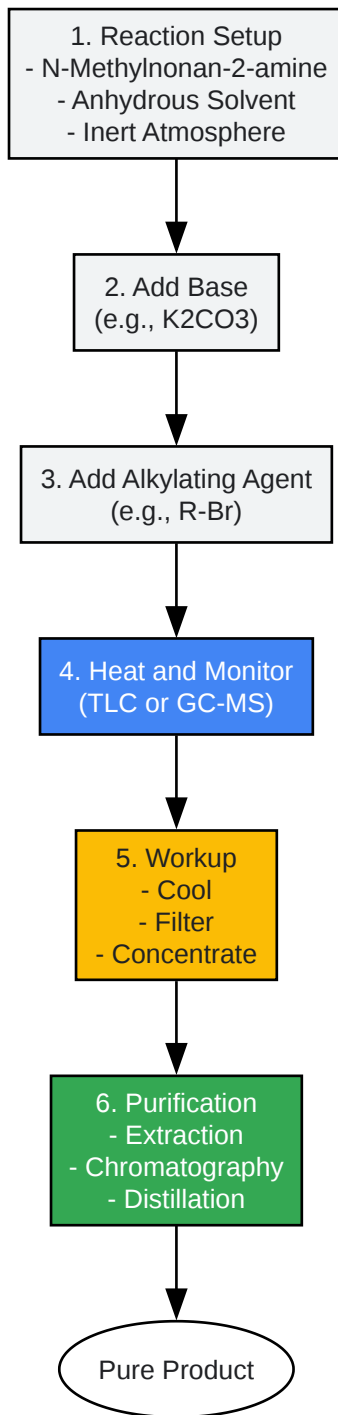 1. Reaction Setup
- N-Methylnonan-2-amine
- Anhydrous Solvent
- Inert Atmosphere
2. Add Base
(e.g., K2CO3)
3. Add Alkylating Agent
(e.g., R-Br)
4. Heat and Monitor
(TLC or GC-MS)
5. Workup
- Cool
- Filter
- Concentrate
6. Purification
- Extraction
- Chromatography
- Distillation
Pure Product